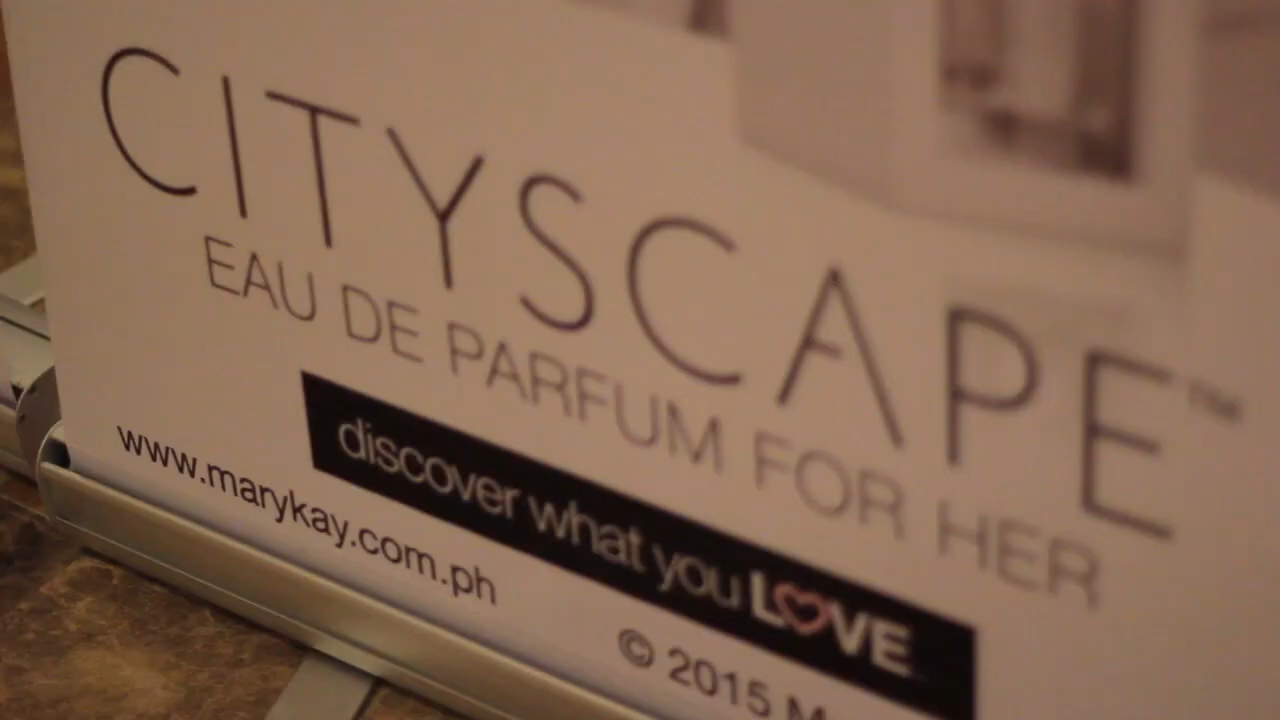 CITYSCAPE™
EAU DE PARFUM FOR HER
discover what you LOVE
www.marykay.com.ph
© 2015 M